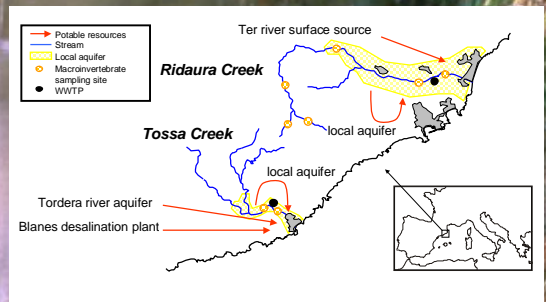 Potable resources
Stream
Local aquifer
Macroinvertebrate
sampling site
WWTP
Ter river surface source
Ridaura Creek
local aquifer
Tossa Creek
local aquifer
Tordera river aquifer
Blanes desalination plant